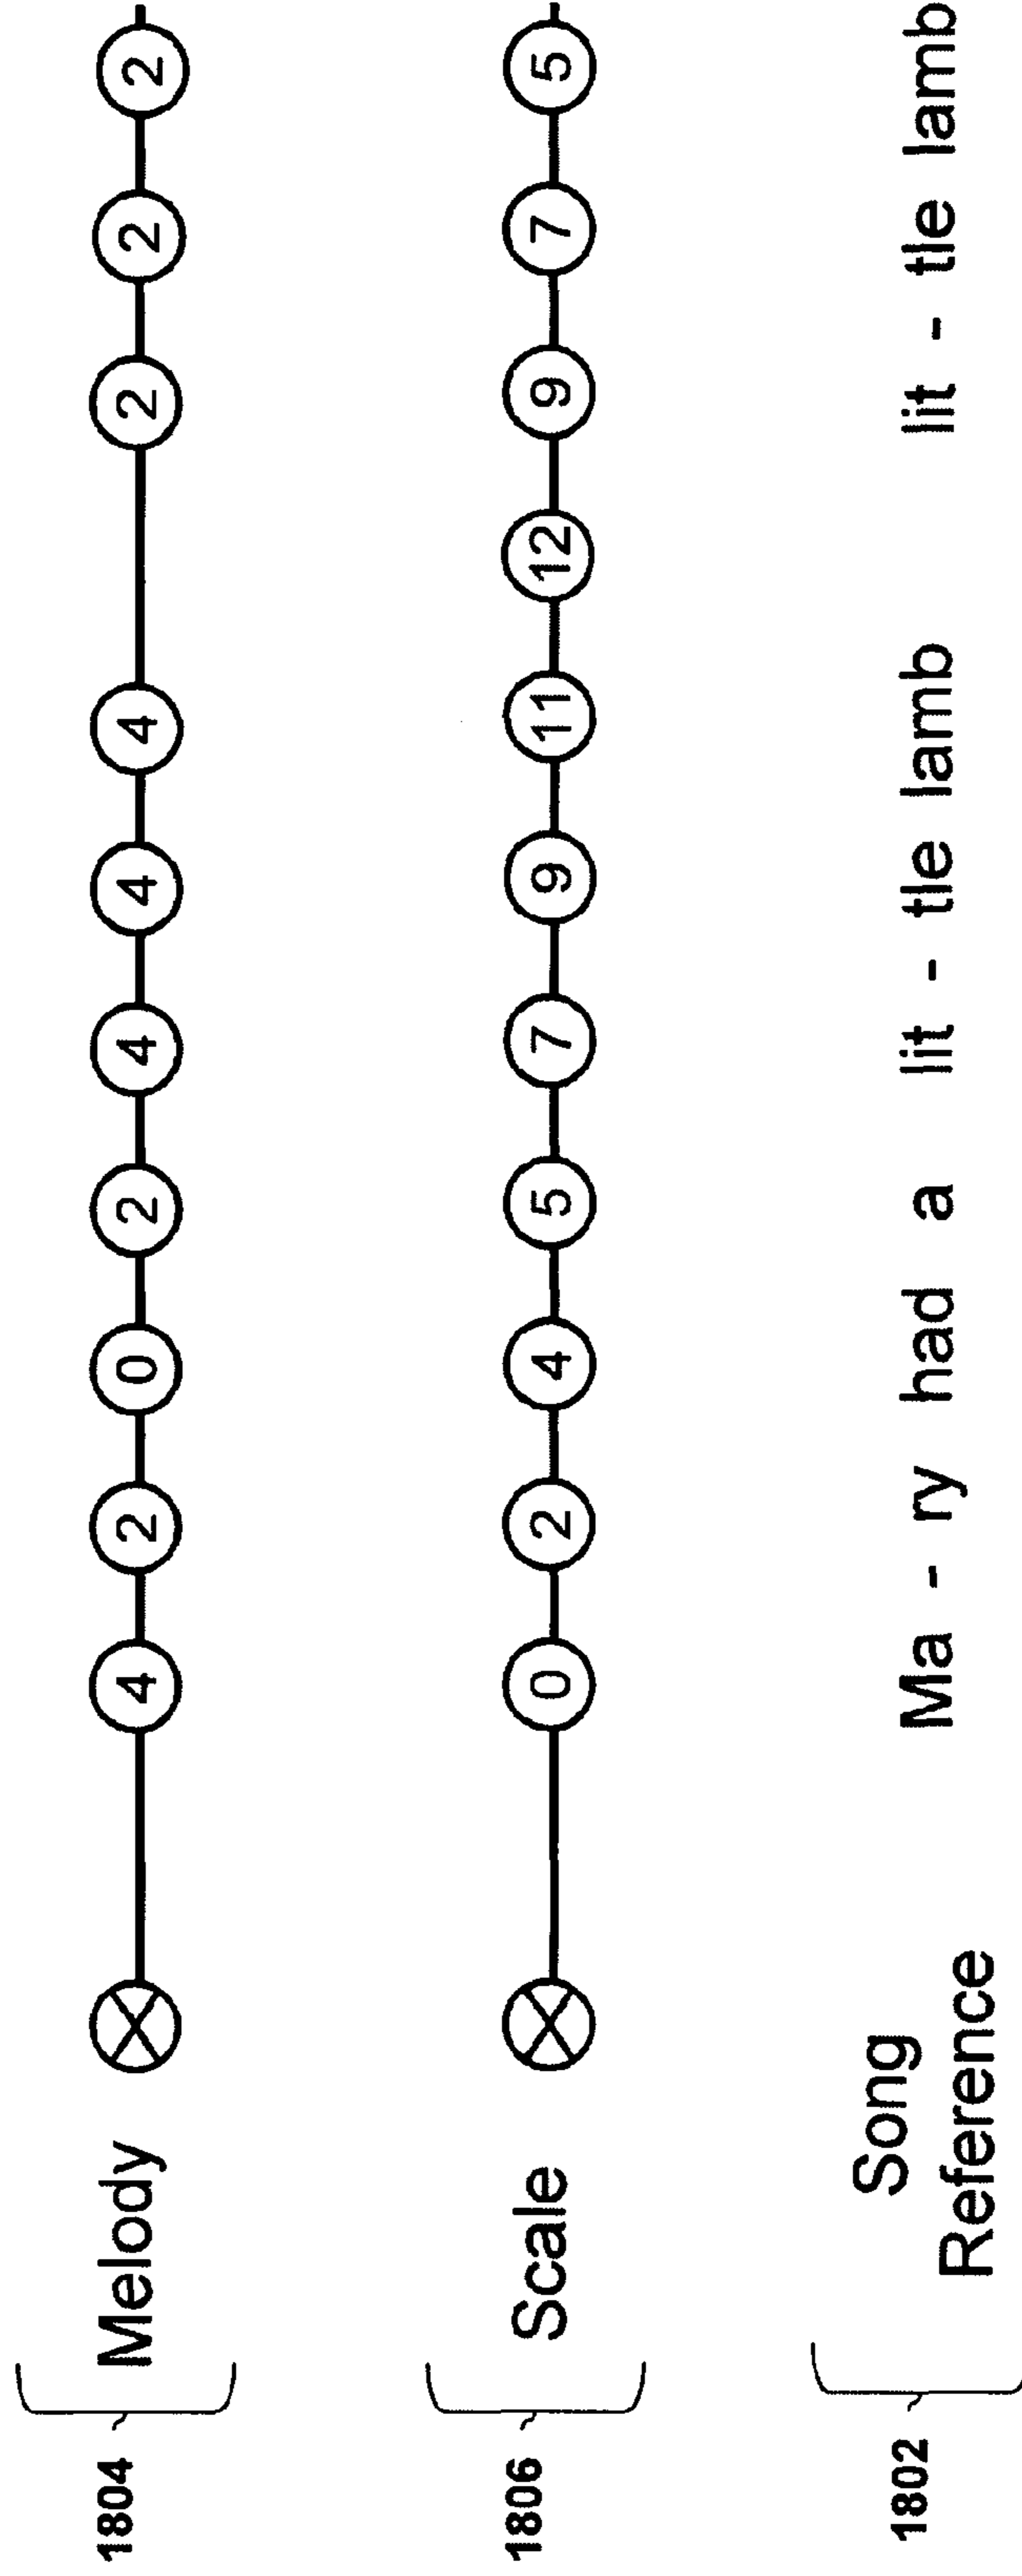 1804 Melody 4 2 0 2 4 4 4 2 2 2
1806 Scale 0 2 4 5 7 9 11 12 9 7 5
1802 Song Reference Ma - ry had a lit - tle lamb lit - tle lamb